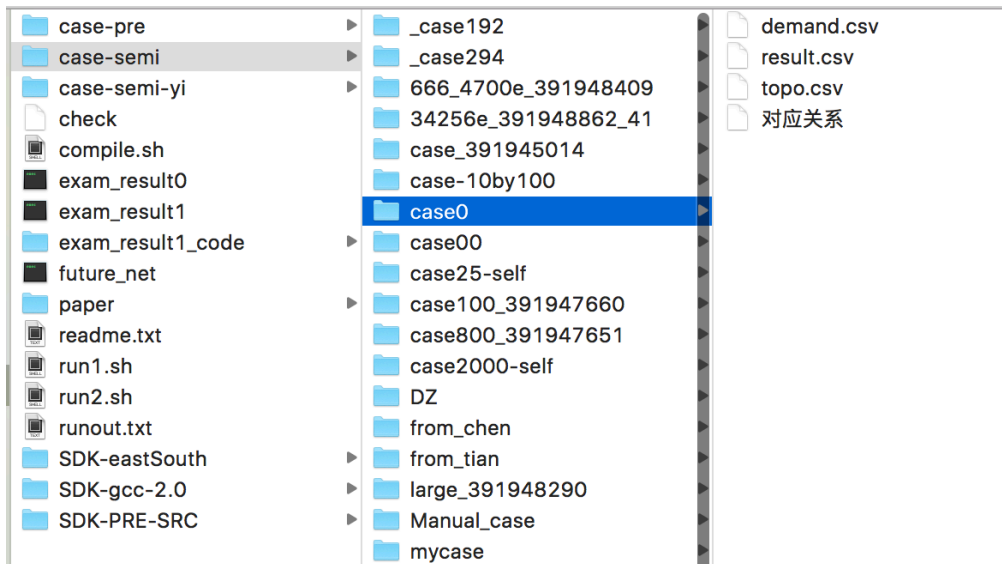 case-pre
case-semi
case-semi-yi
check
compile.sh
exam_result0
exam_result1
exam_result1_code
future_net
paper
readme.txt
run1.sh
run2.sh
runout.txt
SDK-eastSouth
SDK-gcc-2.0
SDK-PRE-SRC
_case192
_case294
666_4700e_391948409
34256e_391948862_41
case_391945014
case-10by100
case0
case00
case25-self
case100_391947660
case800_391947651
case2000-self
DZ
from_chen
from_tian
large_391948290
Manual_case
mycase
demand.csv
result.csv
topo.csv
对应关系